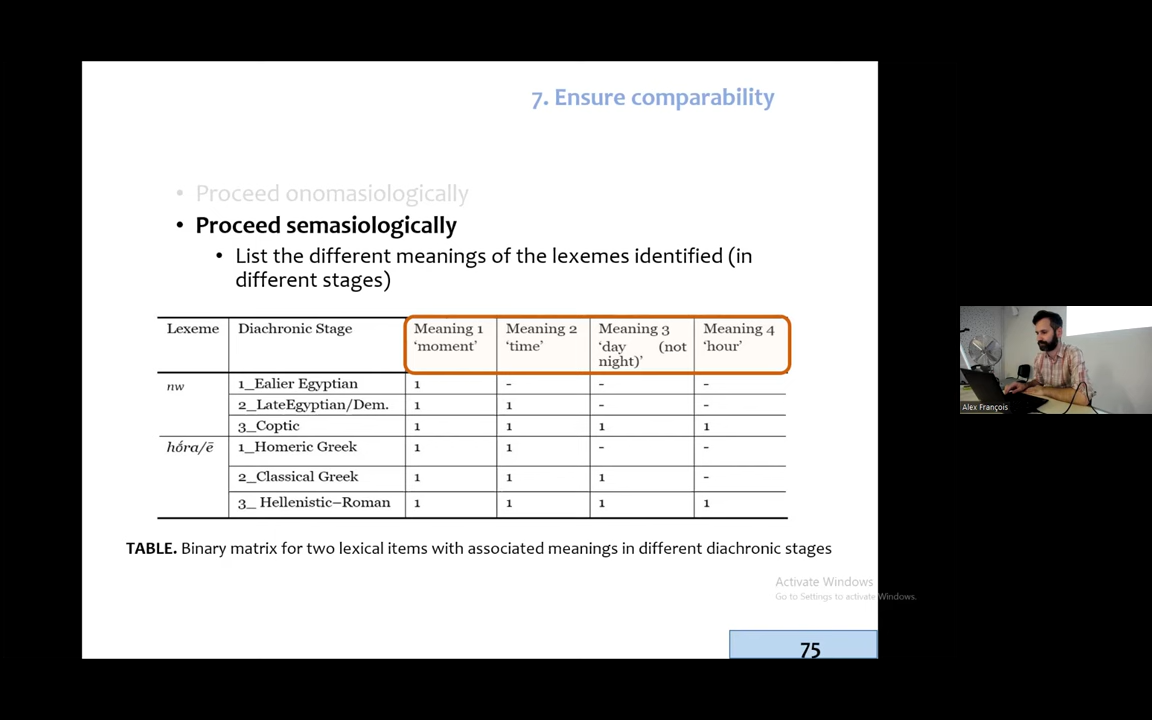 7. Ensure comparability
• Proceed onomasiologically
• Proceed semasiologically
• List the different meanings of the lexemes identified (in
different stages)
Lexeme Diachronic Stage Meaning 1 ‘moment’ Meaning 2 ‘time’ Meaning 3 ‘day (not night)’ Meaning 4 ‘hour’
nw 1_Ealier Egyptian 1 - - -
2_LateEgyptian/Dem. 1 1 - -
3_Coptic 1 1 1 1
hṓra/ē 1_Homeric Greek 1 1 - -
2_Classical Greek 1 1 1 -
3_ Hellenistic–Roman 1 1 1 1
TABLE. Binary matrix for two lexical items with associated meanings in different diachronic stages
Activate Windows
Go to Settings to activate Windows.
75
Alex François